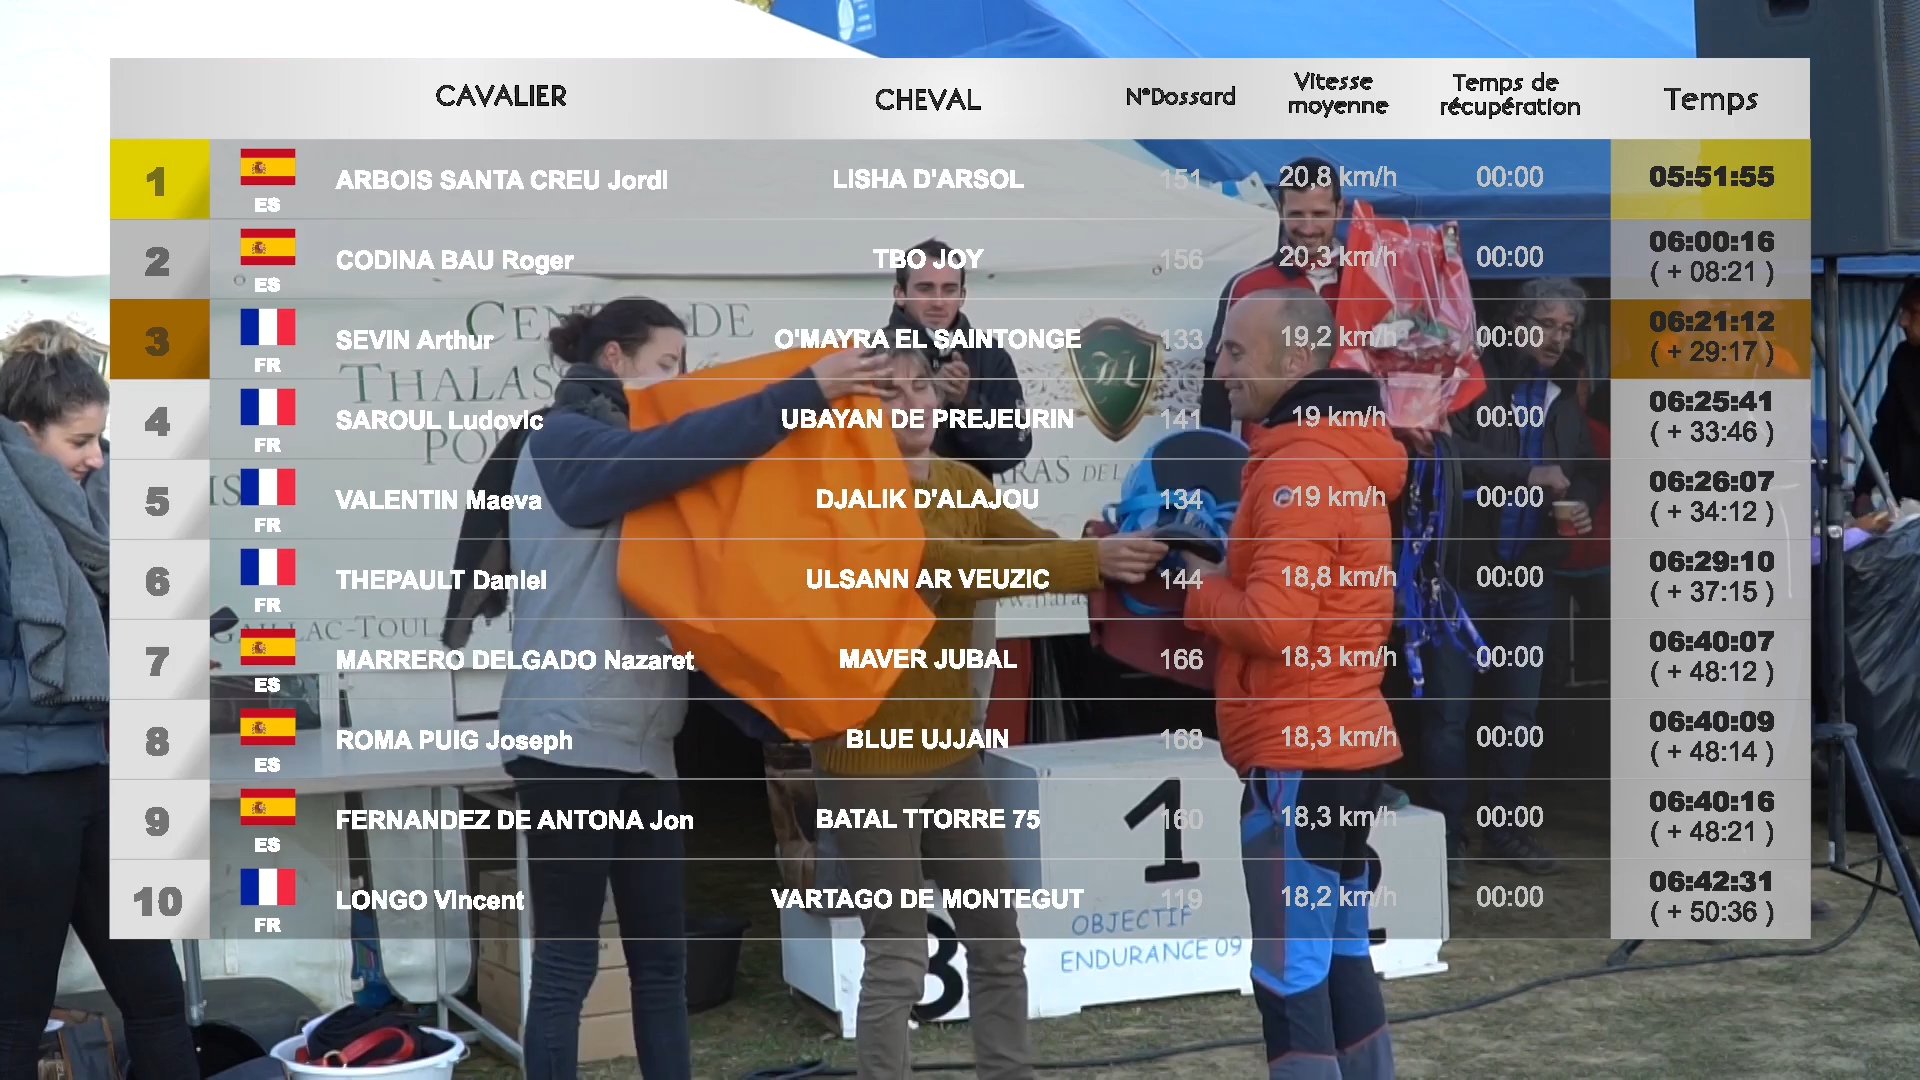 CAVALIER CHEVAL N°Dossard Vitesse moyenne Temps de récupération Temps
1 ES ARBOIS SANTA CREU Jordi LISHA D'ARSOL 151 20,8 km/h 00:00 05:51:55
2 ES CODINA BAU Roger TBO JOY 156 20,3 km/h 00:00 06:00:16 ( + 08:21 )
3 FR SEVIN Arthur O'MAYRA EL SAINTONGE 133 19,2 km/h 00:00 06:21:12 ( + 29:17 )
4 FR SAROUL Ludovic UBAYAN DE PREJEURIN 141 19 km/h 00:00 06:25:41 ( + 33:46 )
5 FR VALENTIN Maeva DJALIK D'ALAJOU 134 19 km/h 00:00 06:26:07 ( + 34:12 )
6 FR THEPAULT Daniel ULSANN AR VEUZIC 144 18,8 km/h 00:00 06:29:10 ( + 37:15 )
7 ES MARRERO DELGADO Nazaret MAVER JUBAL 166 18,3 km/h 00:00 06:40:07 ( + 48:12 )
8 ES ROMA PUIG Joseph BLUE UJJAIN 168 18,3 km/h 00:00 06:40:09 ( + 48:14 )
9 ES FERNANDEZ DE ANTONA Jon BATAL TTORRE 75 160 18,3 km/h 00:00 06:40:16 ( + 48:21 )
10 FR LONGO Vincent VARTAGO DE MONTEGUT 119 18,2 km/h 00:00 06:42:31 ( + 50:36 )
DE
GAILLAC-TOUL
1
3
OBJECTIF
ENDURANCE 09